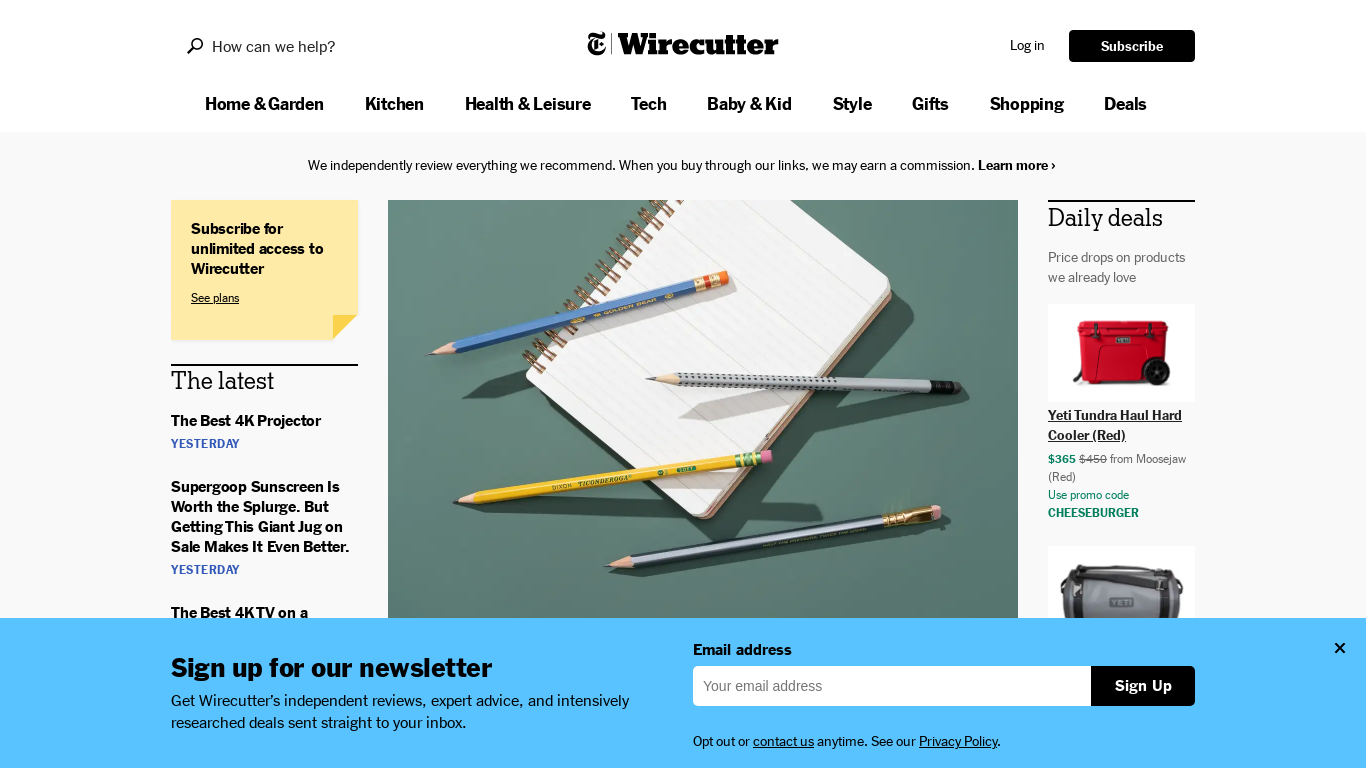 How can we help?
Wirecutter
Log in
Subscribe
Home & Garden
Kitchen
Health & Leisure
Tech
Baby & Kid
Style
Gifts
Shopping
Deals
We independently review everything we recommend. When you buy through our links, we may earn a commission. Learn more ›
Subscribe for
unlimited access to
Wirecutter
See plans
The latest
The Best 4K Projector
YESTERDAY
Supergoop Sunscreen Is
Worth the Splurge. But
Getting This Giant Jug on
Sale Makes It Even Better.
YESTERDAY
The Best 4K TV on a
GOLDEN BEAR
DIXON TICONDEROGA
SOFT
Daily deals
Price drops on products
we already love
YETI
Yeti Tundra Haul Hard
Cooler (Red)
$365 $450 from Moosejaw
(Red)
Use promo code
CHEESEBURGER
YETI
Sign up for our newsletter
Get Wirecutter’s independent reviews, expert advice, and intensively
researched deals sent straight to your inbox.
Email address
Your email address
Sign Up
Opt out or contact us anytime. See our Privacy Policy.